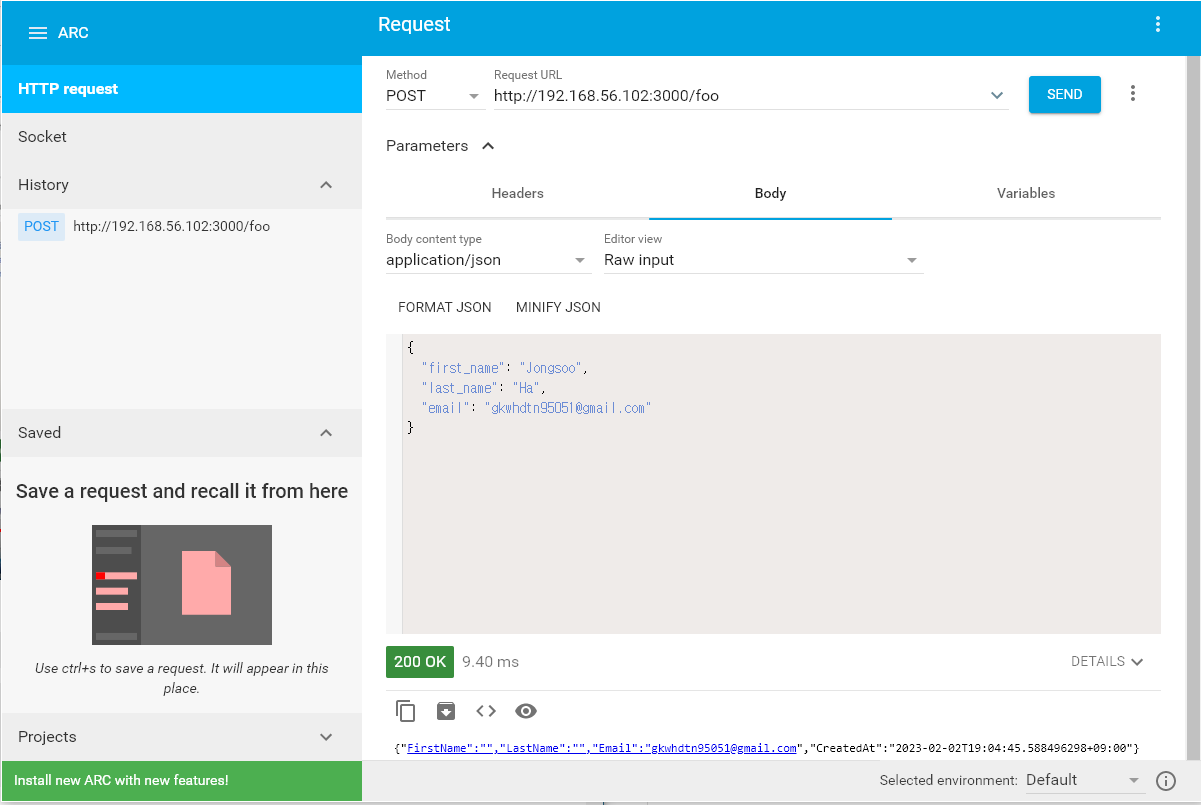 ARC
Request
HTTP request
Socket
History
POST http://192.168.56.102:3000/foo
Saved
Save a request and recall it from here
Use ctrl+s to save a request. It will appear in this
place.
Projects
Install new ARC with new features!
Method
POST
Request URL
http://192.168.56.102:3000/foo
SEND
Parameters
Headers Body Variables
Body content type
application/json
Editor view
Raw input
FORMAT JSON MINIFY JSON
{
"first_name": "Jongsoo",
"last_name": "Ha",
"email": "gkwhdtn95051@gmail.com"
}
200 OK 9.40 ms DETAILS
{"FirstName":"","LastName":"","Email":"gkwhdtn95051@gmail.com","CreatedAt":"2023-02-02T19:04:45.588496298+09:00"}
Selected environment: Default